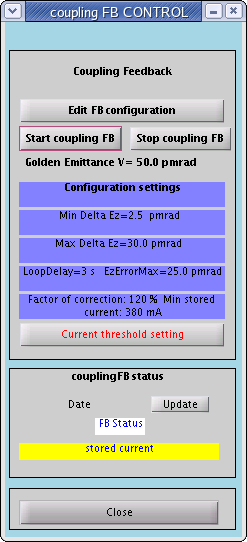 coupling FB CONTROL
Coupling Feedback
Edit FB configuration
Start coupling FB
Stop coupling FB
Golden Emittance V= 50.0 pmrad
Configuration settings
Min Delta Ez=2.5 pmrad
Max Delta Ez=30.0 pmrad
LoopDelay=3 s EzErrorMax=25.0 pmrad
Factor of correction: 120 % Min stored
current: 380 mA
Current threshold setting
couplingFB status
Date
Update
FB Status
stored current
Close